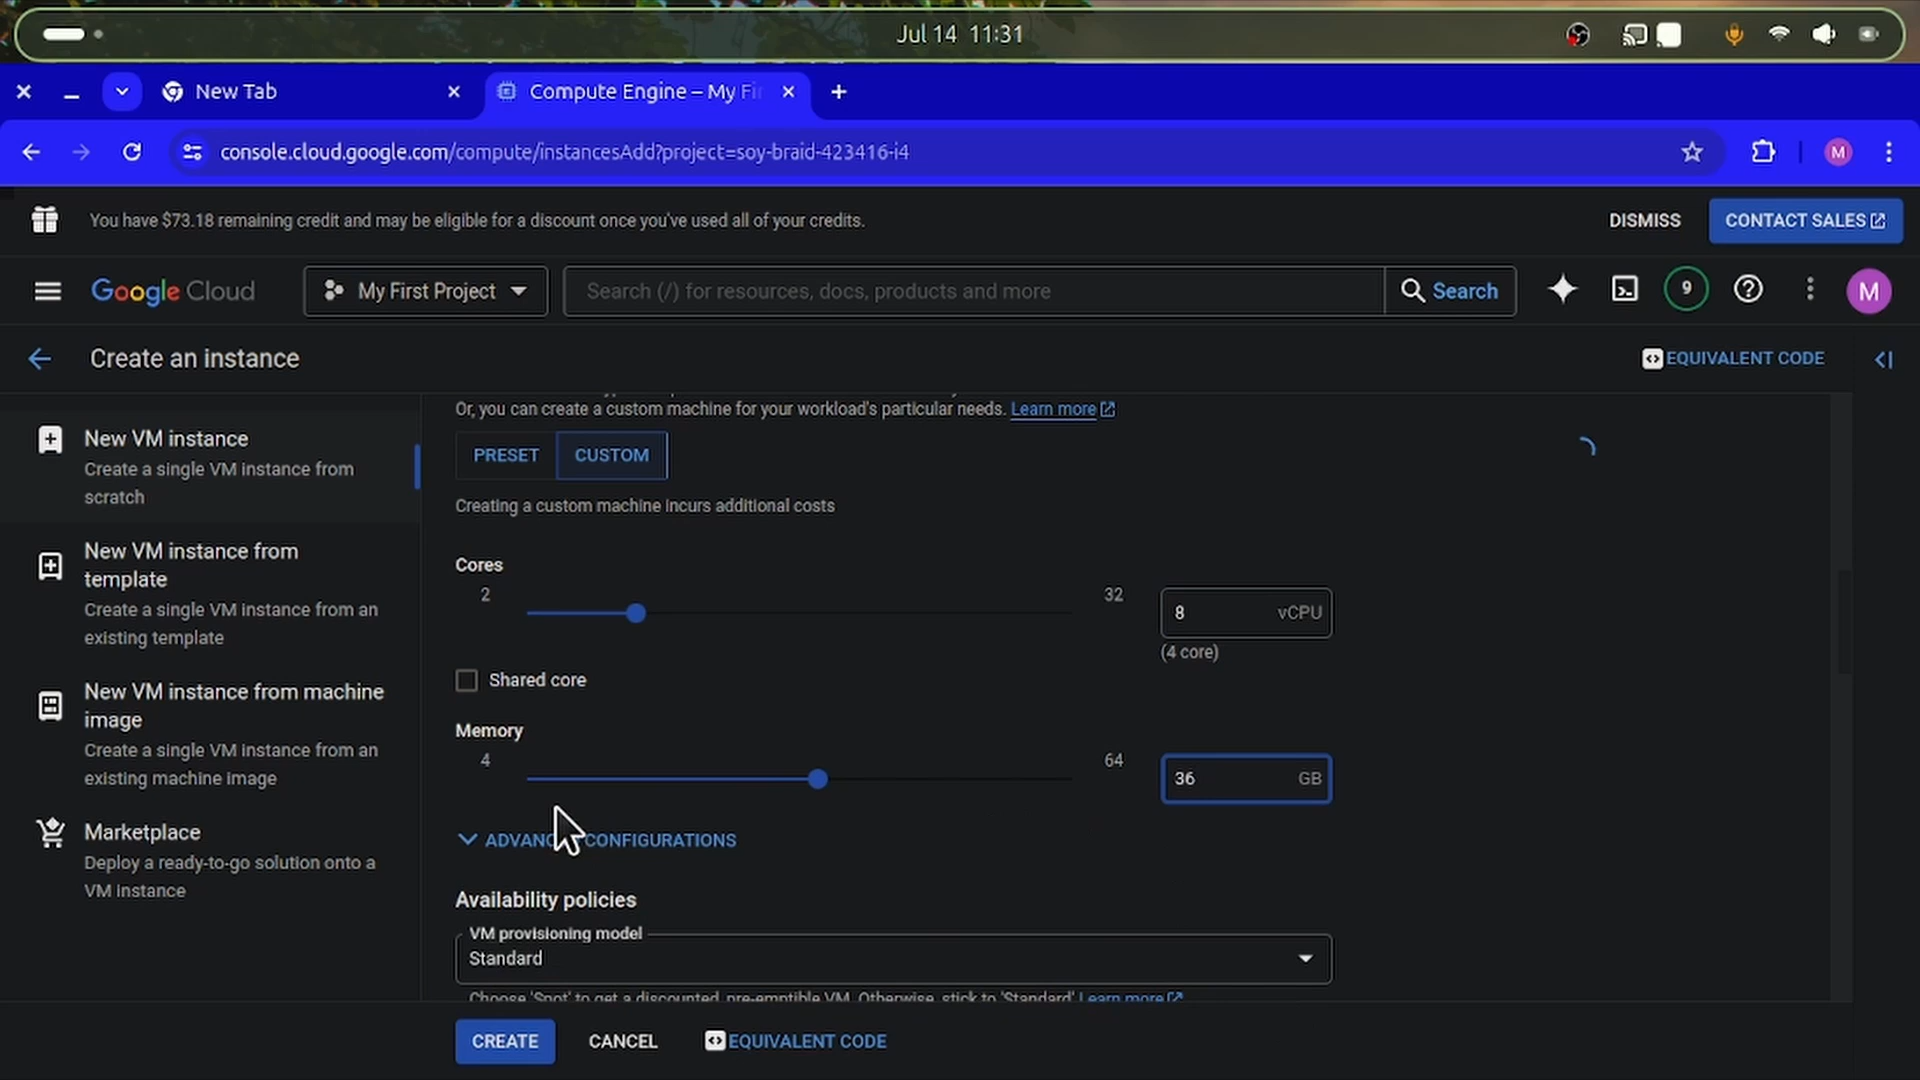 Jul 14 11:31
New Tab
Compute Engine – My Fi
console.cloud.google.com/compute/instancesAdd?project=soy-braid-423416-i4
M
You have $73.18 remaining credit and may be eligible for a discount once you've used all of your credits.
DISMISS
CONTACT SALES
Google Cloud
My First Project
Search (/) for resources, docs, products and more
Search
9
M
Create an instance
EQUIVALENT CODE
New VM instance
Create a single VM instance from
scratch
New VM instance from
template
Create a single VM instance from an
existing template
New VM instance from machine
image
Create a single VM instance from an
existing machine image
Marketplace
Deploy a ready-to-go solution onto a
VM instance
Or, you can create a custom machine for your workload's particular needs. Learn more
PRESET
CUSTOM
Creating a custom machine incurs additional costs
Cores
2
32
8 vCPU
(4 core)
Shared core
Memory
4
64
36 GB
CONFIGURATIONS
Availability policies
VM provisioning model
Standard
Choose 'Spot' to get a discounted, pre-emptible VM. Otherwise, stick to 'Standard' Learn more
CREATE
CANCEL
EQUIVALENT CODE